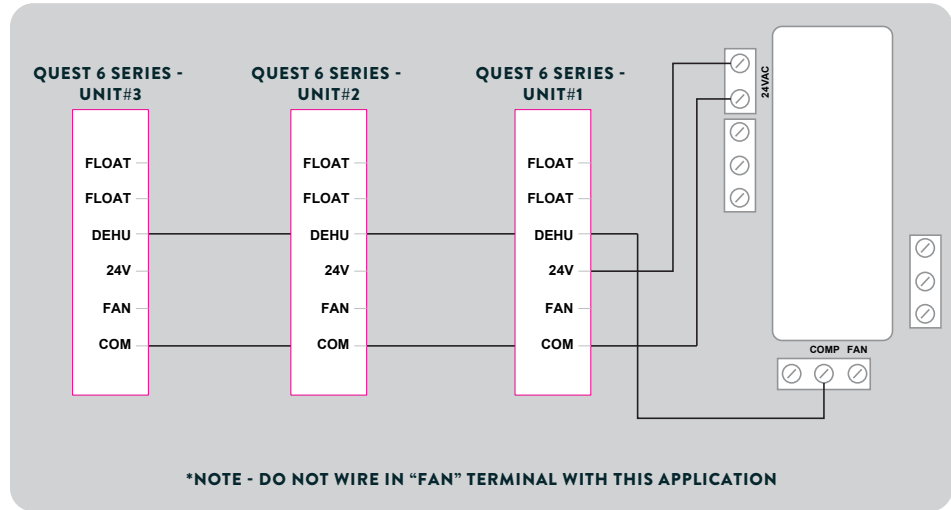 QUEST 6 SERIES -
UNIT#3
QUEST 6 SERIES -
UNIT#2
QUEST 6 SERIES -
UNIT#1
FLOAT
FLOAT
DEHU
24V
FAN
COM
FLOAT
FLOAT
DEHU
24V
FAN
COM
FLOAT
FLOAT
DEHU
24V
FAN
COM
24VAC
COMP FAN
*NOTE - DO NOT WIRE IN “FAN” TERMINAL WITH THIS APPLICATION